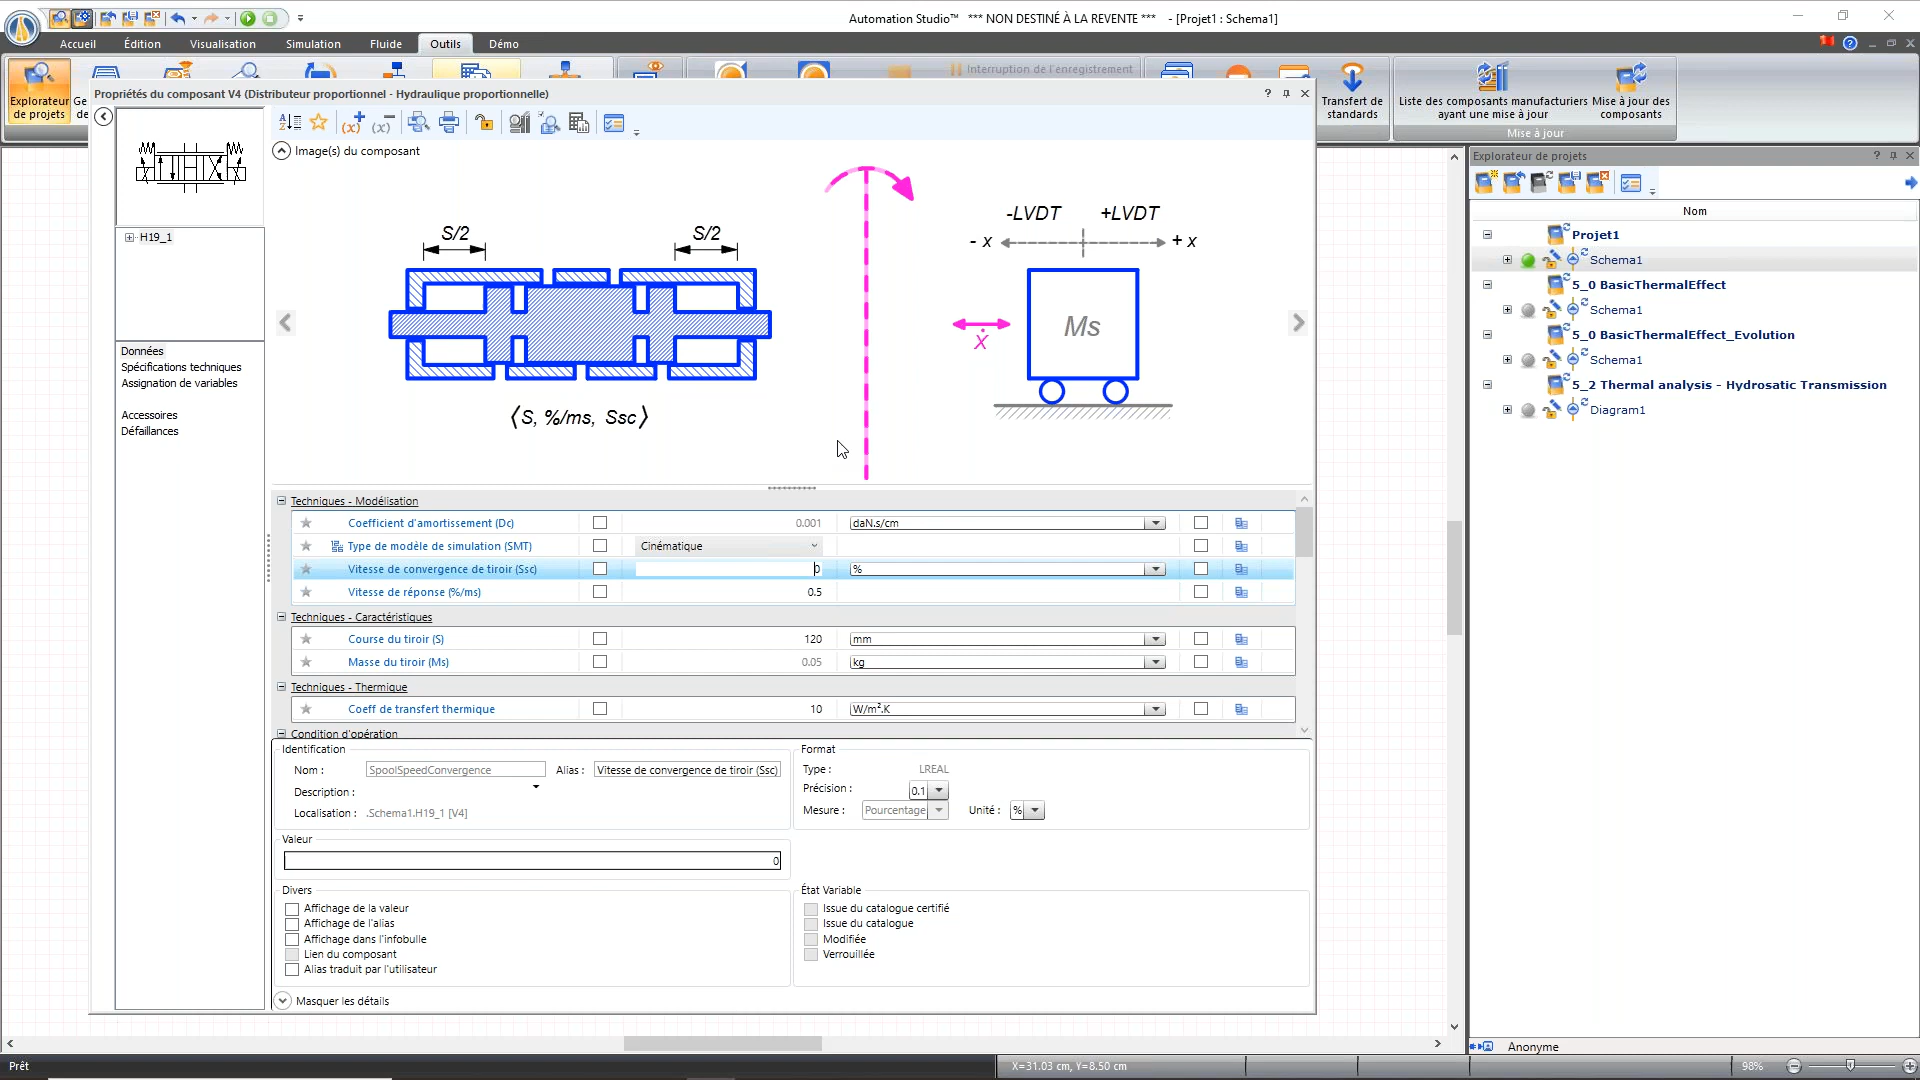 Automation Studio™ *** NON DESTINÉ À LA REVENTE *** - [Projet1 : Schema1]
Accueil
Édition
Visualisation
Simulation
Fluide
Outils
Démo
Interruption de l'enregistrement
Explorateur
de projets
Ge
de
Transfert de
standards
Liste des composants manufacturiers
ayant une mise à jour
Mise à jour des
composants
Mise à jour
Propriétés du composant V4 (Distributeur proportionnel - Hydraulique proportionnelle)
Image(s) du composant
H19_1
Données
Spécifications techniques
Assignation de variables
Accessoires
Défaillances
S/2
S/2
⟨S, %/ms, Ssc⟩
-LVDT
+LVDT
- x
+ x
Ms
ẋ
Techniques - Modélisation
Coefficient d'amortissement (Dc)
0.001
daN.s/cm
Type de modèle de simulation (SMT)
Cinématique
Vitesse de convergence de tiroir (Ssc)
0
%
Vitesse de réponse (%/ms)
0.5
Techniques - Caractéristiques
Course du tiroir (S)
120
mm
Masse du tiroir (Ms)
0.05
kg
Techniques - Thermique
Coeff de transfert thermique
10
W/m².K
Condition d'opération
Identification
Nom :
SpoolSpeedConvergence
Alias :
Vitesse de convergence de tiroir (Ssc)
Description :
Localisation :
.Schema1.H19_1 [V4]
Format
Type :
LREAL
Précision :
0.1
Mesure :
Pourcentage
Unité :
%
Valeur
0
Divers
Affichage de la valeur
Affichage de l'alias
Affichage dans l'infobulle
Lien du composant
Alias traduit par l'utilisateur
État Variable
Issue du catalogue certifié
Issue du catalogue
Modifiée
Verrouillée
Masquer les détails
Explorateur de projets
Nom
Projet1
Schema1
5_0 BasicThermalEffect
Schema1
5_0 BasicThermalEffect_Evolution
Schema1
5_2 Thermal analysis - Hydrosatic Transmission
Diagram1
Anonyme
Prêt
X=31.03 cm, Y=8.50 cm
98%